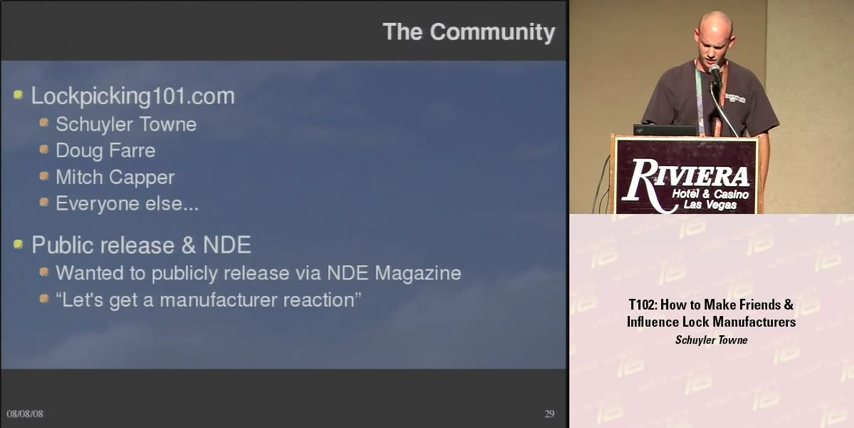 The Community
Lockpicking101.com
Schuyler Towne
Doug Farre
Mitch Capper
Everyone else...
Public release & NDE
Wanted to publicly release via NDE Magazine
“Let's get a manufacturer reaction”
08/08/08
29
RIVIERA
Hotel & Casino
Las Vegas
T102: How to Make Friends &
Influence Lock Manufacturers
Schuyler Towne